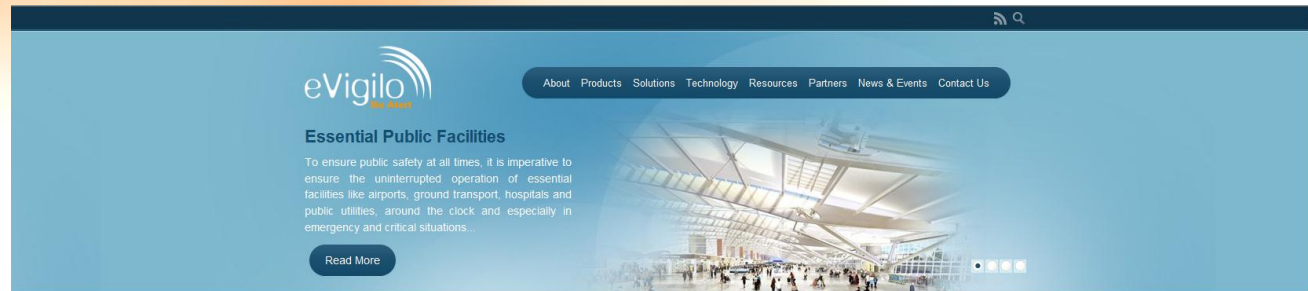 eVigilo
Be Alert
About Products Solutions Technology Resources Partners News & Events Contact Us
Essential Public Facilities
To ensure public safety at all times, it is imperative to
ensure the uninterrupted operation of essential
facilities like airports, ground transport, hospitals and
public utilities, around the clock and especially in
emergency and critical situations...
Read More